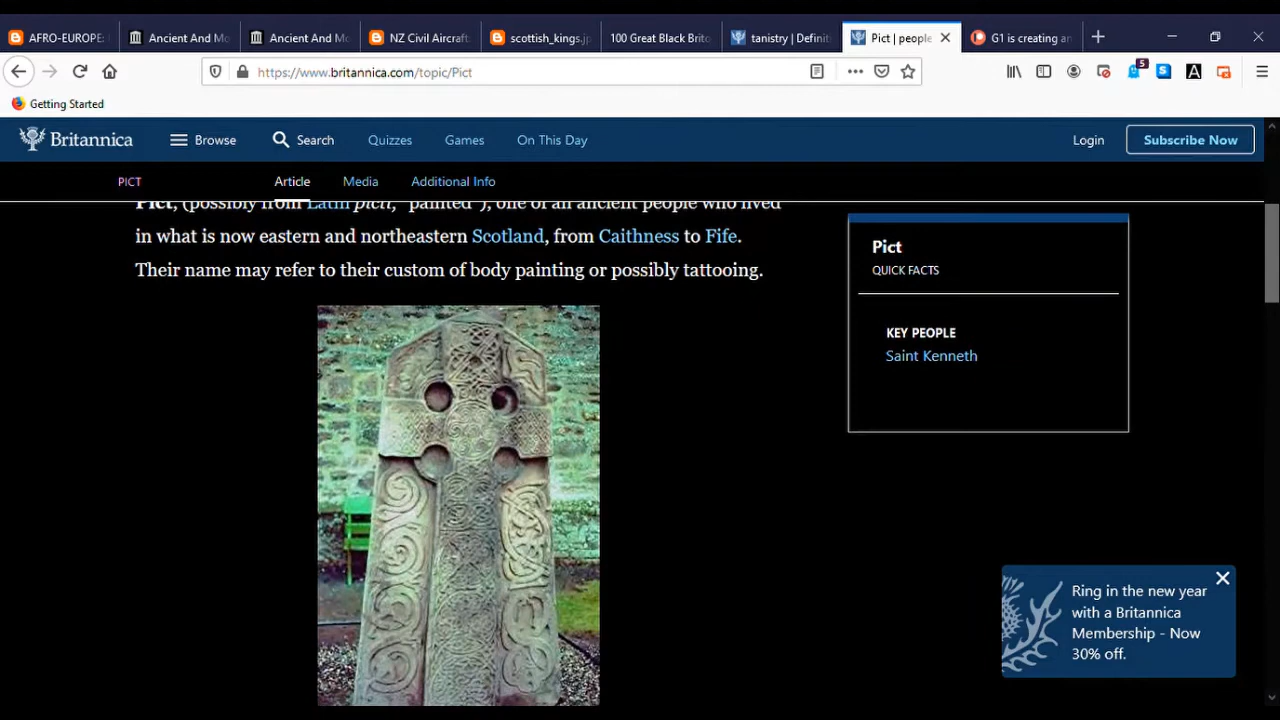 AFRO-EUROPE:
Ancient And Mo
Ancient And Mo
NZ Civil Aircraft
scottish_kings.jp
100 Great Black Brito
tanistry | Definit
Pict | people
G1 is creating an
https://www.britannica.com/topic/Pict
5
S
A
Getting Started
Britannica
Browse
Search
Quizzes
Games
On This Day
Login
Subscribe Now
PICT
Article
Media
Additional Info
Pict, (possibly from Latin picti, "painted"), one of an ancient people who lived
in what is now eastern and northeastern Scotland, from Caithness to Fife.
Their name may refer to their custom of body painting or possibly tattooing.
Pict
QUICK FACTS
KEY PEOPLE
Saint Kenneth
Ring in the new year
with a Britannica
Membership - Now
30% off.